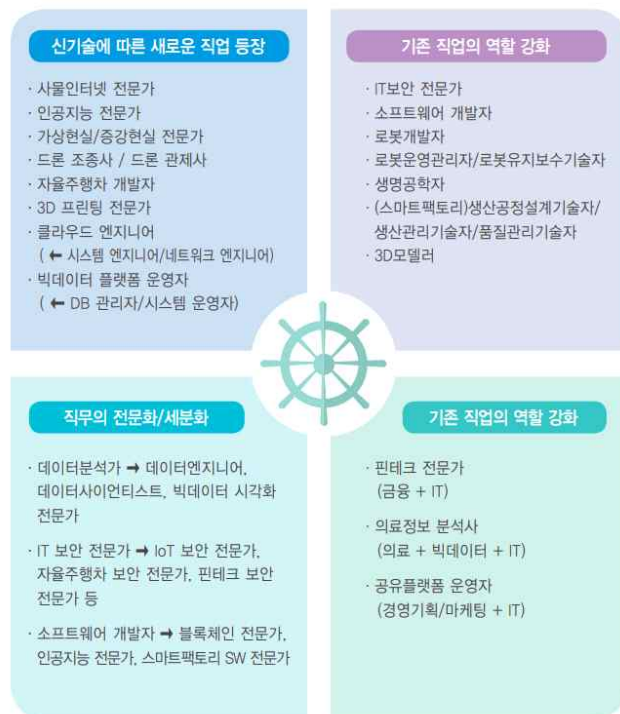 신기술에 따른 새로운 직업 등장
· 사물인터넷 전문가
· 인공지능 전문가
· 가상현실/증강현실 전문가
· 드론 조종사 / 드론 관제사
· 자율주행차 개발자
· 3D 프린팅 전문가
· 클라우드 엔지니어
( ← 시스템 엔지니어/네트워크 엔지니어)
· 빅데이터 플랫폼 운영자
( ← DB 관리자/시스템 운영자)
기존 직업의 역할 강화
· IT보안 전문가
· 소프트웨어 개발자
· 로봇개발자
· 로봇운영관리자/로봇유지보수기술자
· 생명공학자
· (스마트팩토리)생산공정설계기술자/
생산관리기술자/품질관리기술자
· 3D모델러
직무의 전문화/세분화
· 데이터분석가 → 데이터엔지니어,
데이터사이언티스트, 빅데이터 시각화
전문가
· IT 보안 전문가 → IoT 보안 전문가,
자율주행차 보안 전문가, 핀테크 보안
전문가 등
· 소프트웨어 개발자 → 블록체인 전문가,
인공지능 전문가, 스마트팩토리 SW 전문가
기존 직업의 역할 강화
· 핀테크 전문가
(금융 + IT)
· 의료정보 분석사
(의료 + 빅데이터 + IT)
· 공유플랫폼 운영자
(경영기획/마케팅 + IT)